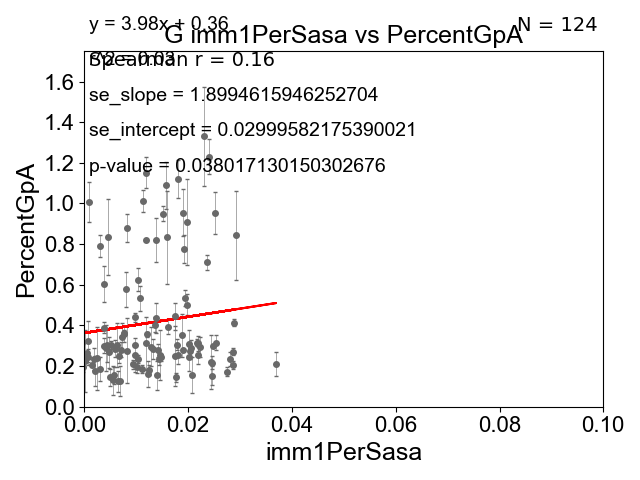 y = 3.98x + 0.36
N = 124
G imm1PerSasa vs PercentGpA
Spearman r = 0.16
se_slope = 1.8994615946252704
se_intercept = 0.02999582175390021
p-value = 0.038017130150302676
PercentGpA
1.6
1.4
1.2
1.0
0.8
0.6
0.4
0.2
0.0
0.00 0.02 0.04 0.06 0.08 0.10
imm1PerSasa